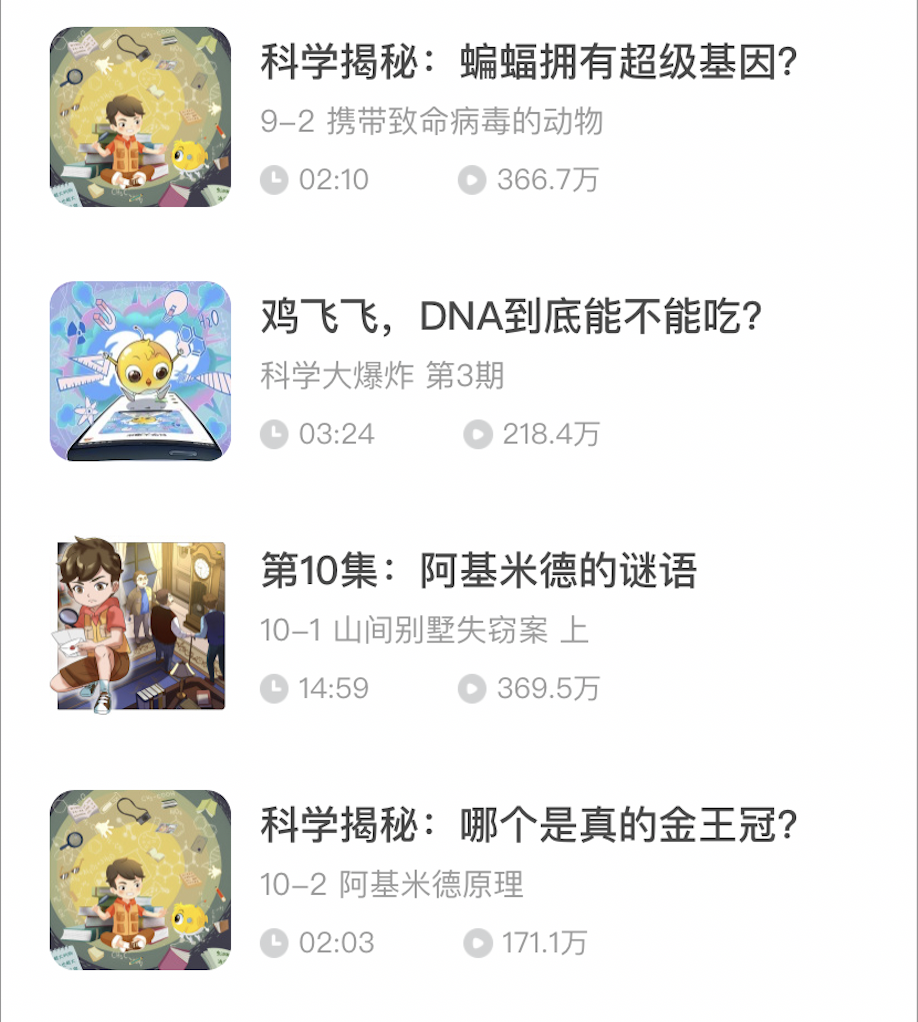 科学揭秘：蝙蝠拥有超级基因？
9-2 携带致命病毒的动物
02:10 366.7万
鸡飞飞，DNA到底能不能吃？
科学大爆炸 第3期
03:24 218.4万
第10集：阿基米德的谜语
10-1 山间别墅失窃案 上
14:59 369.5万
科学揭秘：哪个是真的金王冠？
10-2 阿基米德原理
02:03 171.1万